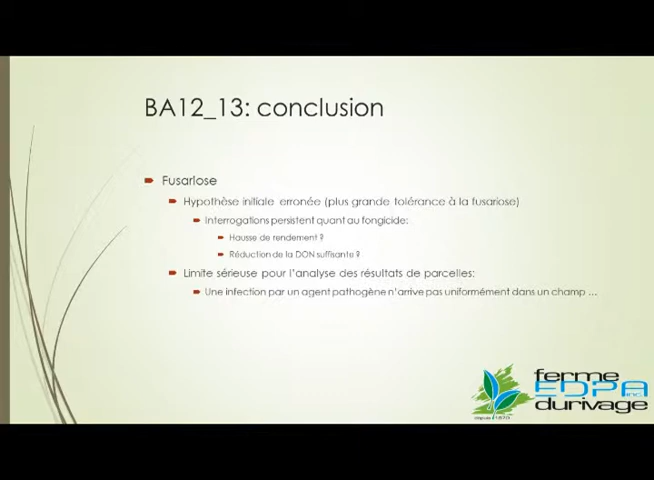 BA12_13: conclusion
Fusariose
Hypothèse initiale erronée (plus grande tolérance à la fusariose)
Interrogations persistent quant au fongicide:
Hausse de rendement ?
Réduction de la DON suffisante ?
Limite sérieuse pour l'analyse des résultats de parcelles:
Une infection par un agent pathogène n'arrive pas uniformément dans un champ ...
ferme
EDPA inc
durivage
depuis 1870